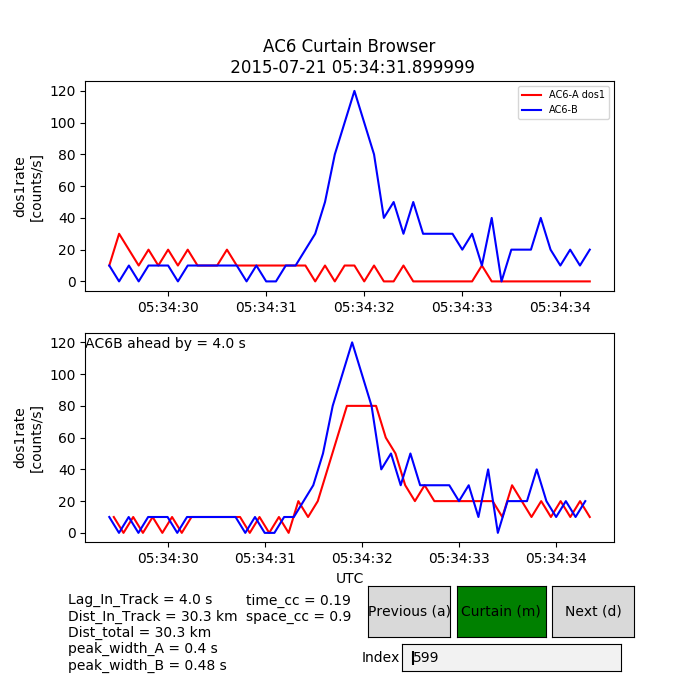 AC6 Curtain Browser
2015-07-21 05:34:31.899999
dos1rate
[counts/s]
120
100
80
60
40
20
0
AC6-A dos1
AC6-B
05:34:30 05:34:31 05:34:32 05:34:33 05:34:34
dos1rate
[counts/s]
120
100
80
60
40
20
0
AC6B ahead by = 4.0 s
05:34:30 05:34:31 05:34:32 05:34:33 05:34:34
UTC
Lag_In_Track = 4.0 s
Dist_In_Track = 30.3 km
Dist_total = 30.3 km
peak_width_A = 0.4 s
peak_width_B = 0.48 s
time_cc = 0.19
space_cc = 0.9
Previous (a) Curtain (m) Next (d)
Index 599